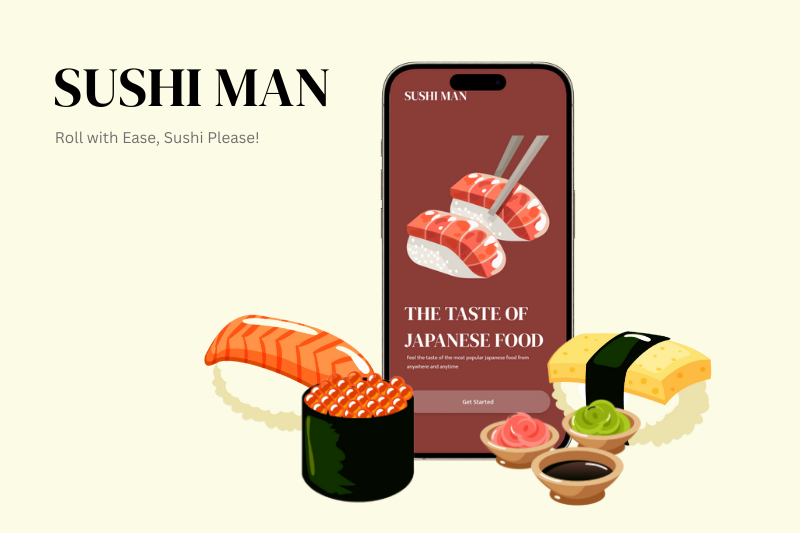 SUSHI MAN
Roll with Ease, Sushi Please!
SUSHI MAN
THE TASTE OF
JAPANESE FOOD
Feel the taste of the most popular Japanese food from
anywhere and anytime
Get Started